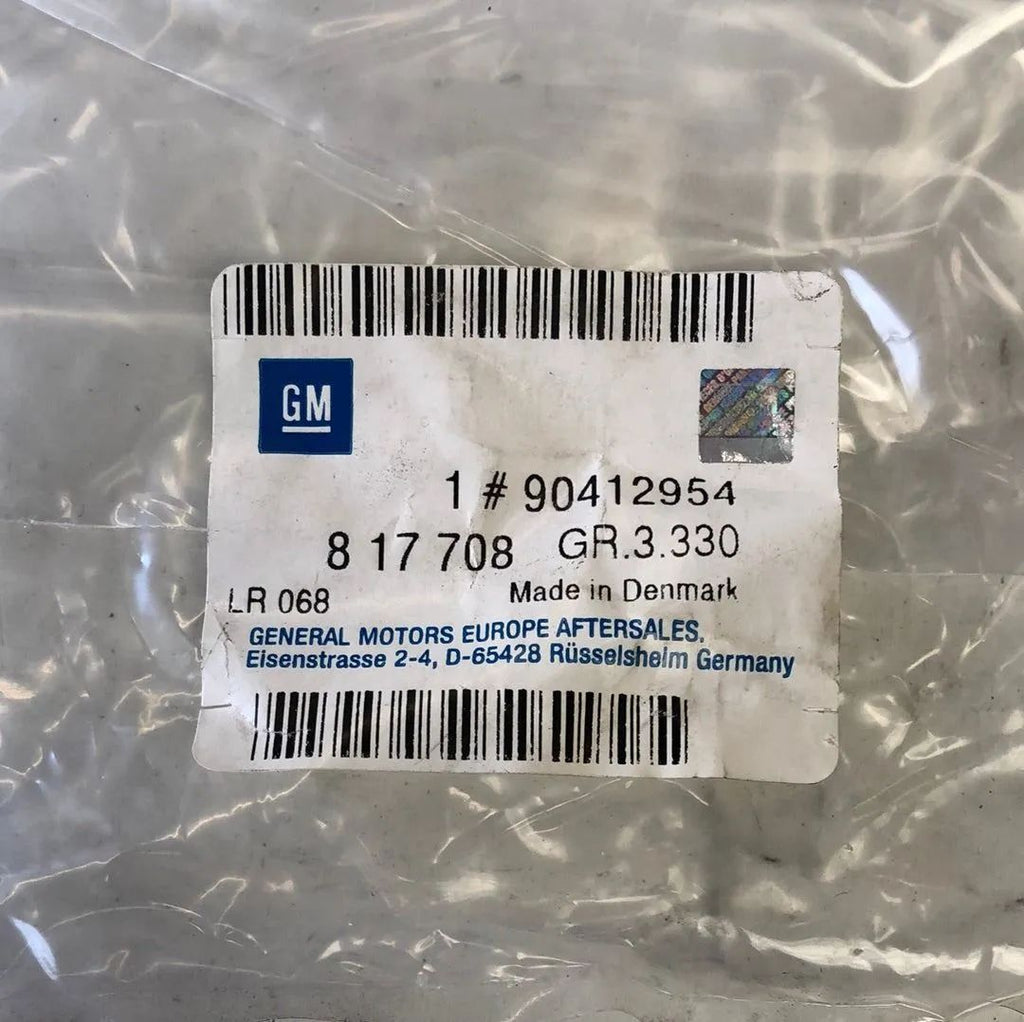 GM
1 # 90412954
8 17 708 GR.3.330
LR 068 Made in Denmark
GENERAL MOTORS EUROPE AFTERSALES.
Eisenstrasse 2-4, D-65428 Rüsselsheim Germany